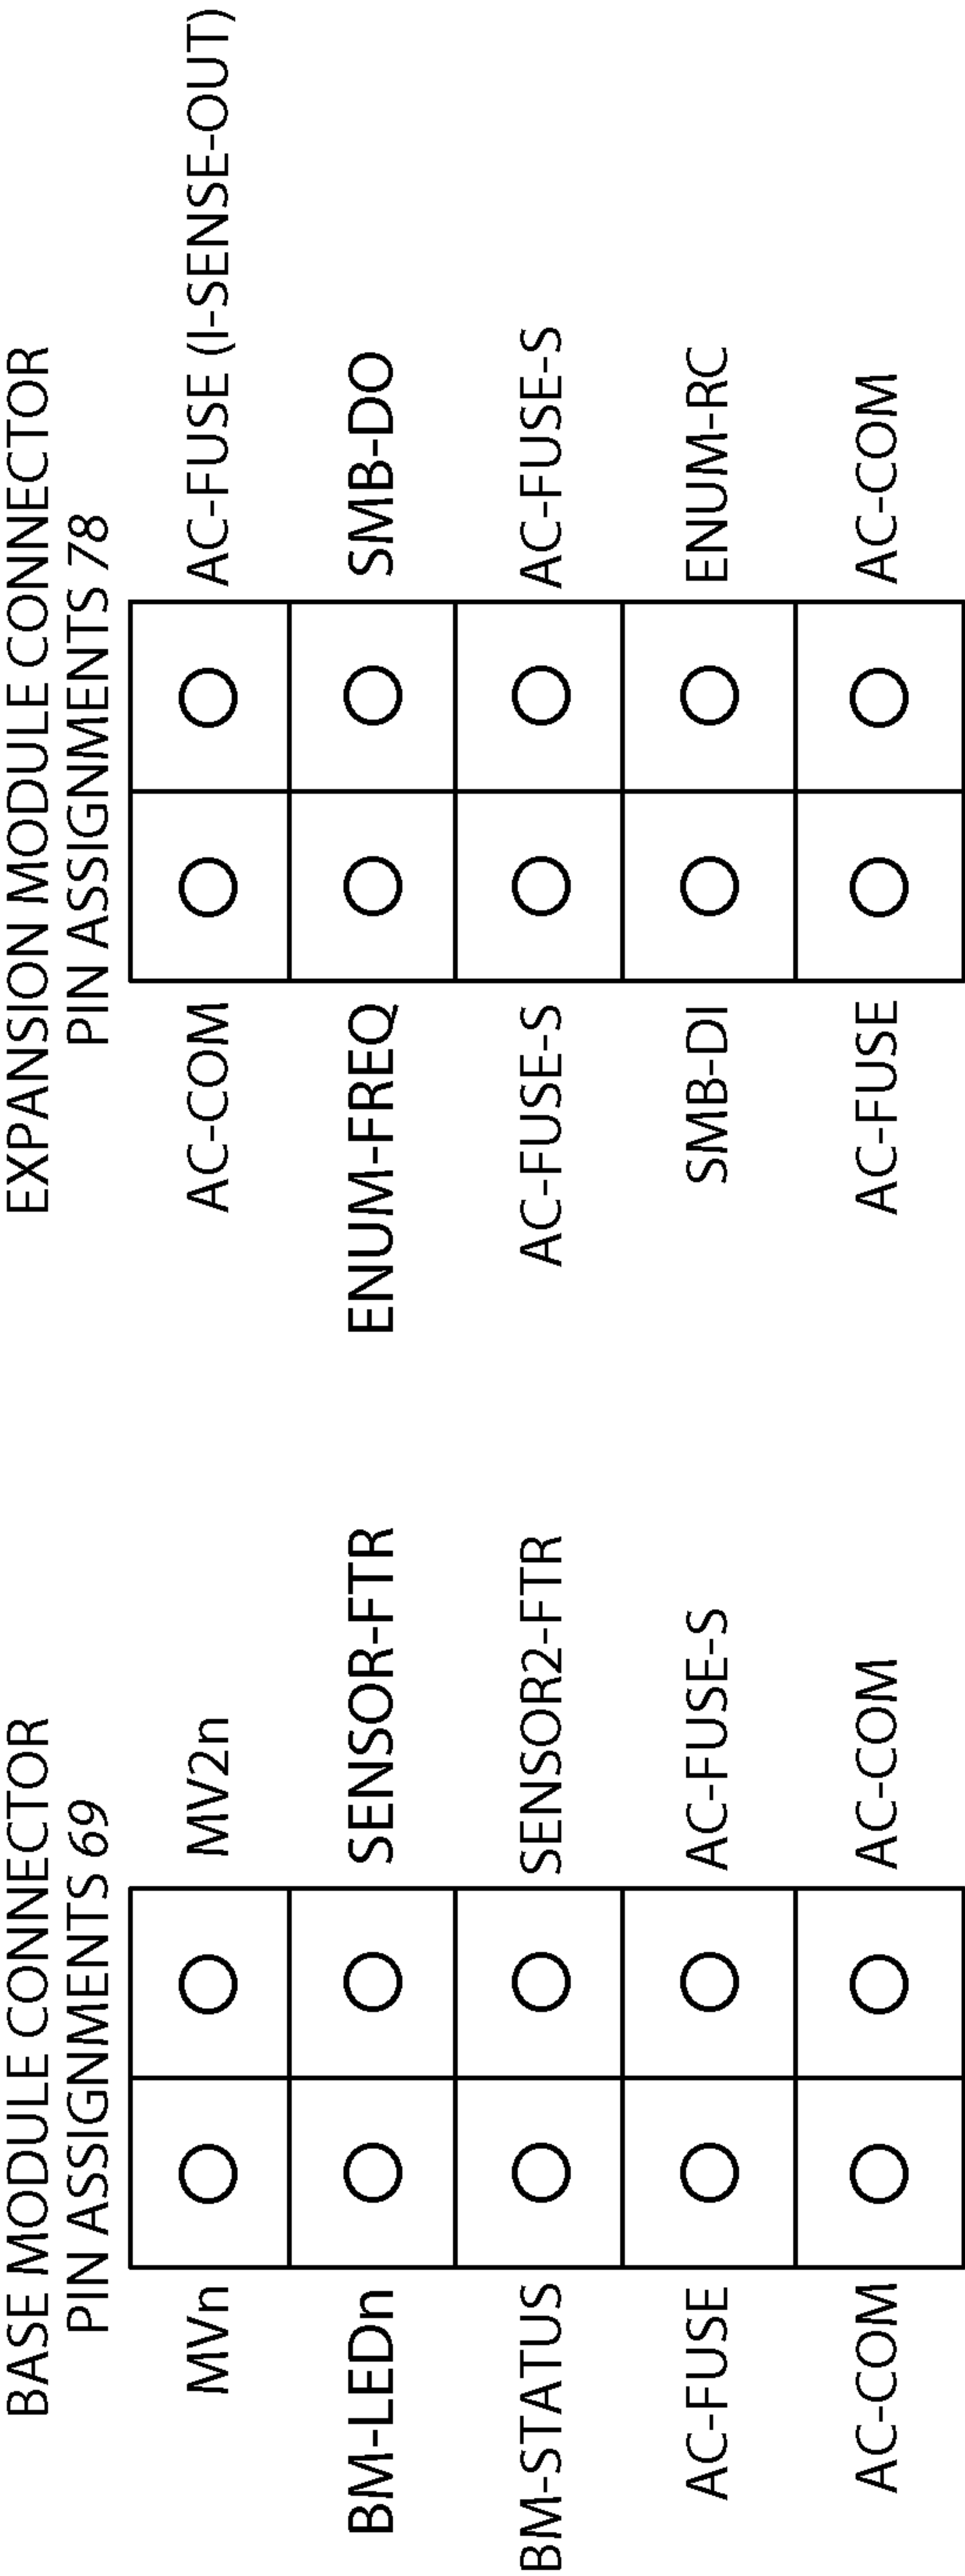 BASE MODULE CONNECTOR
PIN ASSIGNMENTS 69
MVn
MV2n
BM-LEDn
SENSOR-FTR
BM-STATUS
SENSOR2-FTR
AC-FUSE
AC-FUSE-S
AC-COM
AC-COM
EXPANSION MODULE CONNECTOR
PIN ASSIGNMENTS 78
AC-COM
AC-FUSE (I-SENSE-OUT)
ENUM-FREQ
SMB-DO
AC-FUSE-S
AC-FUSE-S
SMB-DI
ENUM-RC
AC-FUSE
AC-COM